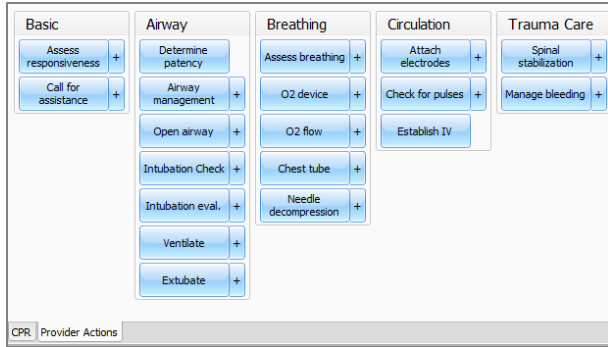 Basic
Assess
responsiveness +
Call for
assistance +
Airway
Determine
patency
Airway
management +
Open airway +
Intubation Check +
Intubation eval. +
Ventilate +
Extubate +
Breathing
Assess breathing +
O2 device +
O2 flow +
Chest tube +
Needle
decompression +
Circulation
Attach
electrodes +
Check for pulses +
Establish IV
Trauma Care
Spinal
stabilization +
Manage bleeding +
CPR Provider Actions